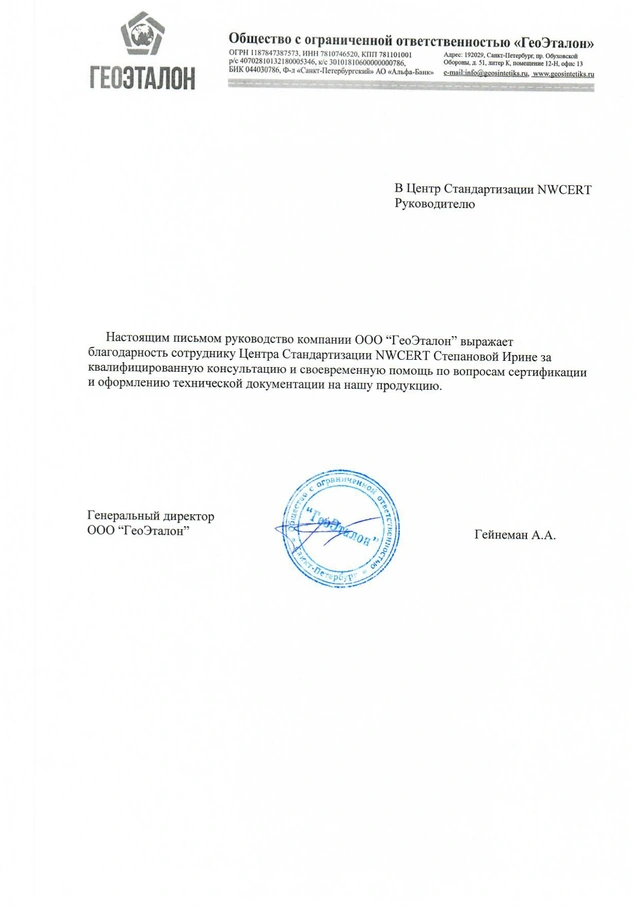 ГЕОЭТАЛОН
Общество с ограниченной ответственностью «ГеоЭталон»
ОГРН 1187847387573, ИНН 7810746520, КПП 781101001
р/с 40702810132180005346, к/с 30101810600000000786,
БИК 044030786, Ф-л «Санкт-Петербургский» АО «Альфа-Банк»
Адрес: 192029, Санкт-Петербург, пр. Обуховской
Обороны, д. 51, литер К, помещение 12-Н, офис 13
e-mail:info@geosintetiks.ru, www.geosintetiks.ru
В Центр Стандартизации NWCERT
Руководителю
Настоящим письмом руководство компании ООО “ГеоЭталон” выражает
благодарность сотруднику Центра Стандартизации NWCERT Степановой Ирине за
квалифицированную консультацию и своевременную помощь по вопросам сертификации
и оформлению технической документации на нашу продукцию.
Генеральный директор
ООО “ГеоЭталон”
Общество с ограниченной ответственностью
"ГеоЭталон"
Санкт-Петербург
Гейнеман А.А.